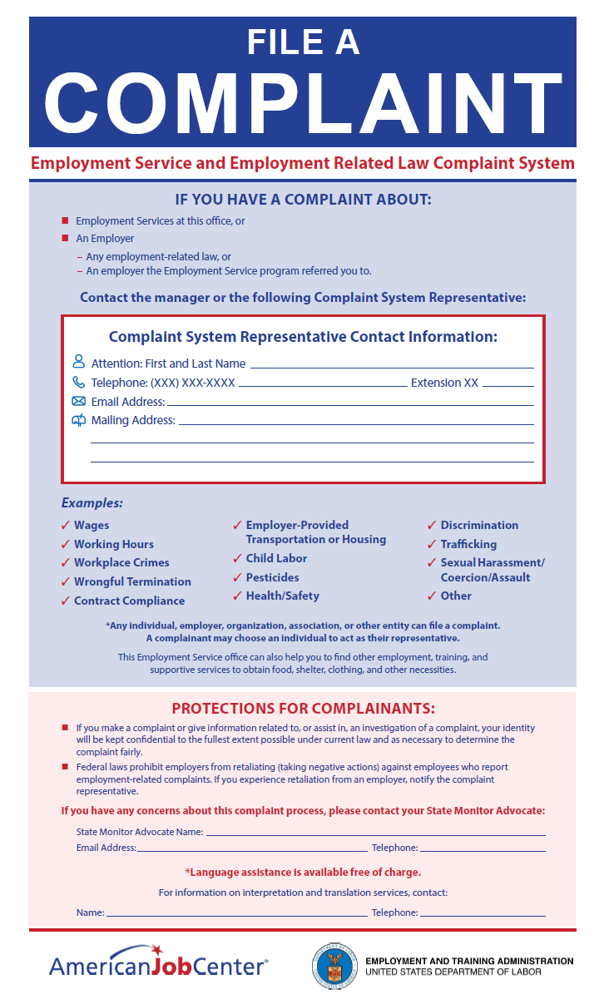 FILE A
COMPLAINT
Employment Service and Employment Related Law Complaint System
IF YOU HAVE A COMPLAINT ABOUT:
■ Employment Services at this office, or
■ An Employer
– Any employment-related law, or
– An employer the Employment Service program referred you to.
Contact the manager or the following Complaint System Representative:
Complaint System Representative Contact Information:
Attention: First and Last Name
Telephone: (XXX) XXX-XXXX Extension XX
Email Address:
Mailing Address:
Examples:
✓ Wages
✓ Working Hours
✓ Workplace Crimes
✓ Wrongful Termination
✓ Contract Compliance
✓ Employer-Provided
Transportation or Housing
✓ Child Labor
✓ Pesticides
✓ Health/Safety
✓ Discrimination
✓ Trafficking
✓ Sexual Harassment/
Coercion/Assault
✓ Other
*Any individual, employer, organization, association, or other entity can file a complaint.
A complainant may choose an individual to act as their representative.
This Employment Service office can also help you to find other employment, training, and
supportive services to obtain food, shelter, clothing, and other necessities.
PROTECTIONS FOR COMPLAINANTS:
■ If you make a complaint or give information related to, or assist in, an investigation of a complaint, your identity
will be kept confidential to the fullest extent possible under current law and as necessary to determine the
complaint fairly.
■ Federal laws prohibit employers from retaliating (taking negative actions) against employees who report
employment-related complaints. If you experience retaliation from an employer, notify the complaint
representative.
If you have any concerns about this complaint process, please contact your State Monitor Advocate:
State Monitor Advocate Name:
Email Address: Telephone:
*Language assistance is available free of charge.
For information on interpretation and translation services, contact:
Name: Telephone:
AmericanJobCenter®
EMPLOYMENT AND TRAINING ADMINISTRATION
UNITED STATES DEPARTMENT OF LABOR